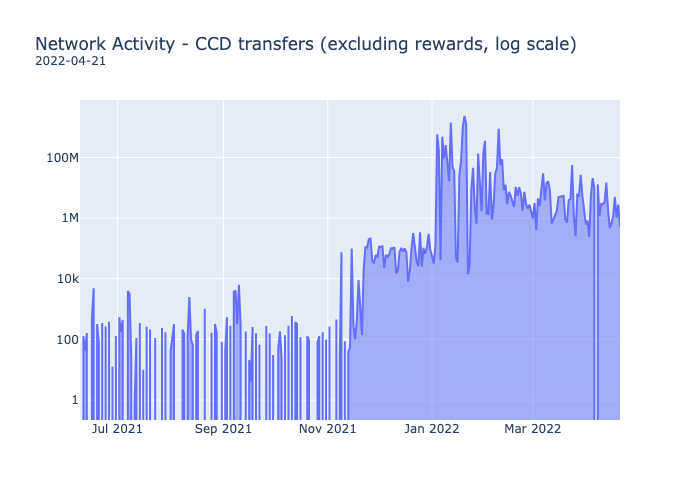 Network Activity - CCD transfers (excluding rewards, log scale)
2022-04-21
100M
1M
10k
100
1
Jul 2021 Sep 2021 Nov 2021 Jan 2022 Mar 2022